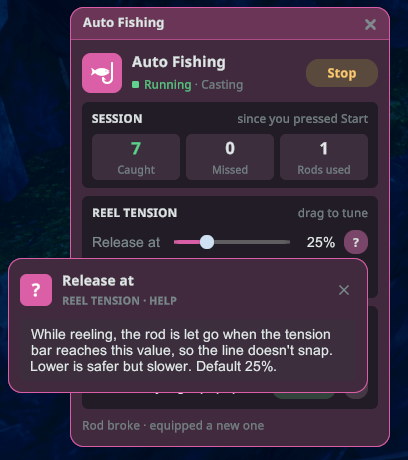 Auto Fishing
Auto Fishing
Stop
Running · Casting
SESSION
since you pressed Start
7
0
1
Caught
Missed
Rods used
REEL TENSION
drag to tune
Release at
25%
?
?
Release at
REEL TENSION · HELP
While reeling, the rod is let go when the tension
bar reaches this value, so the line doesn't snap.
Lower is safer but slower. Default 25%.
Rod broke · equipped a new one